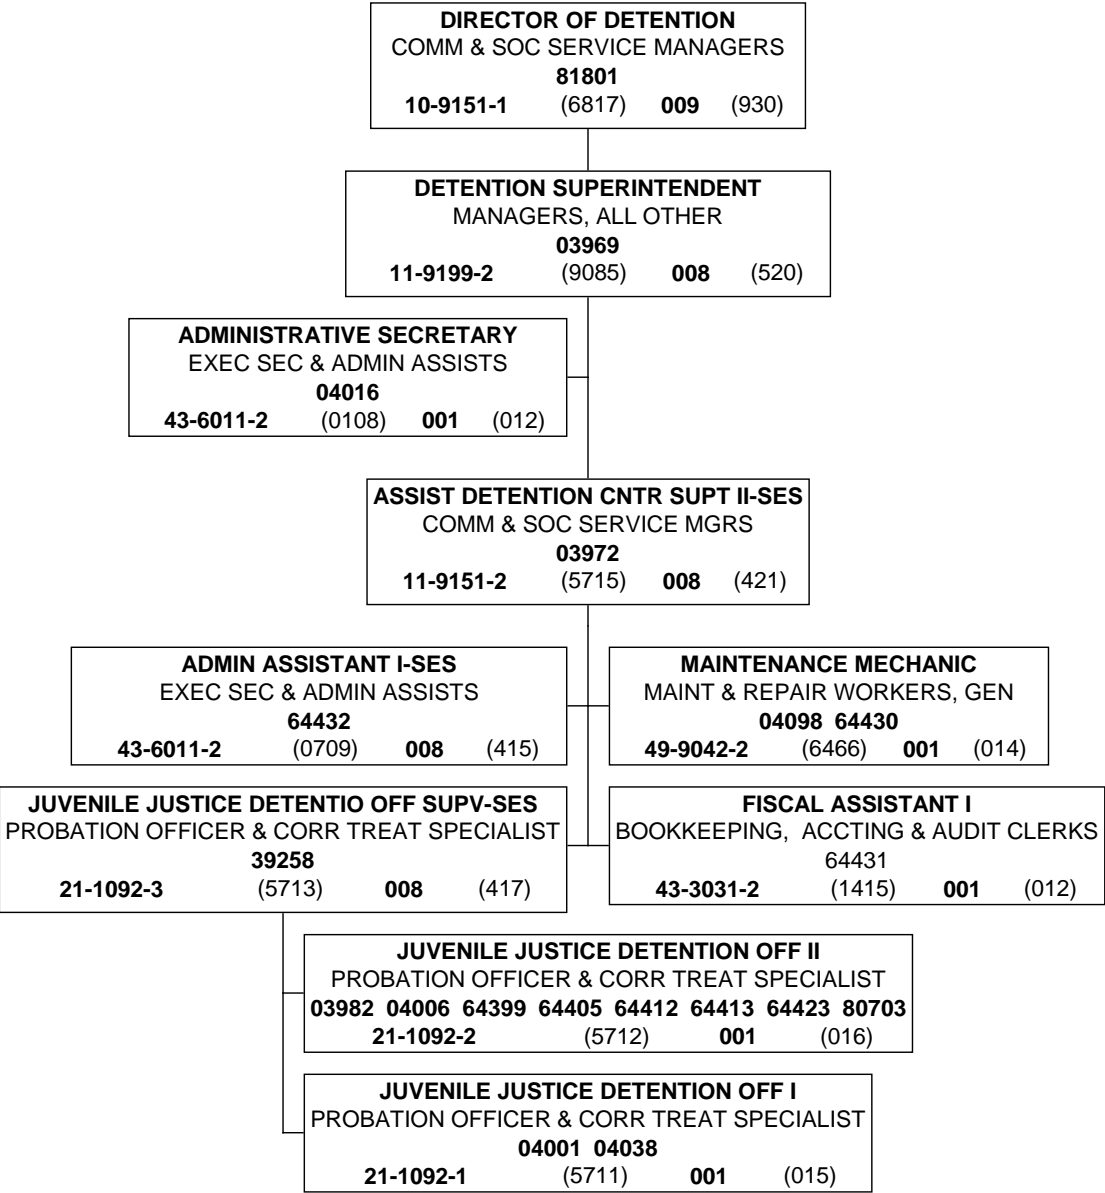 DIRECTOR OF DETENTION
COMM & SOC SERVICE MANAGERS
81801
10-9151-1 (6817) 009 (930)
DETENTION SUPERINTENDENT
MANAGERS, ALL OTHER
03969
11-9199-2 (9085) 008 (520)
ADMINISTRATIVE SECRETARY
EXEC SEC & ADMIN ASSISTS
04016
43-6011-2 (0108) 001 (012)
ASSIST DETENTION CNTR SUPT II-SES
COMM & SOC SERVICE MGRS
03972
11-9151-2 (5715) 008 (421)
ADMIN ASSISTANT I-SES
EXEC SEC & ADMIN ASSISTS
64432
43-6011-2 (0709) 008 (415)
MAINTENANCE MECHANIC
MAINT & REPAIR WORKERS, GEN
04098 64430
49-9042-2 (6466) 001 (014)
JUVENILE JUSTICE DETENTIO OFF SUPV-SES
PROBATION OFFICER & CORR TREAT SPECIALIST
39258
21-1092-3 (5713) 008 (417)
FISCAL ASSISTANT I
BOOKKEEPING, ACCTING & AUDIT CLERKS
64431
43-3031-2 (1415) 001 (012)
JUVENILE JUSTICE DETENTION OFF II
PROBATION OFFICER & CORR TREAT SPECIALIST
03982 04006 64399 64405 64412 64413 64423 80703
21-1092-2 (5712) 001 (016)
JUVENILE JUSTICE DETENTION OFF I
PROBATION OFFICER & CORR TREAT SPECIALIST
04001 04038
21-1092-1 (5711) 001 (015)